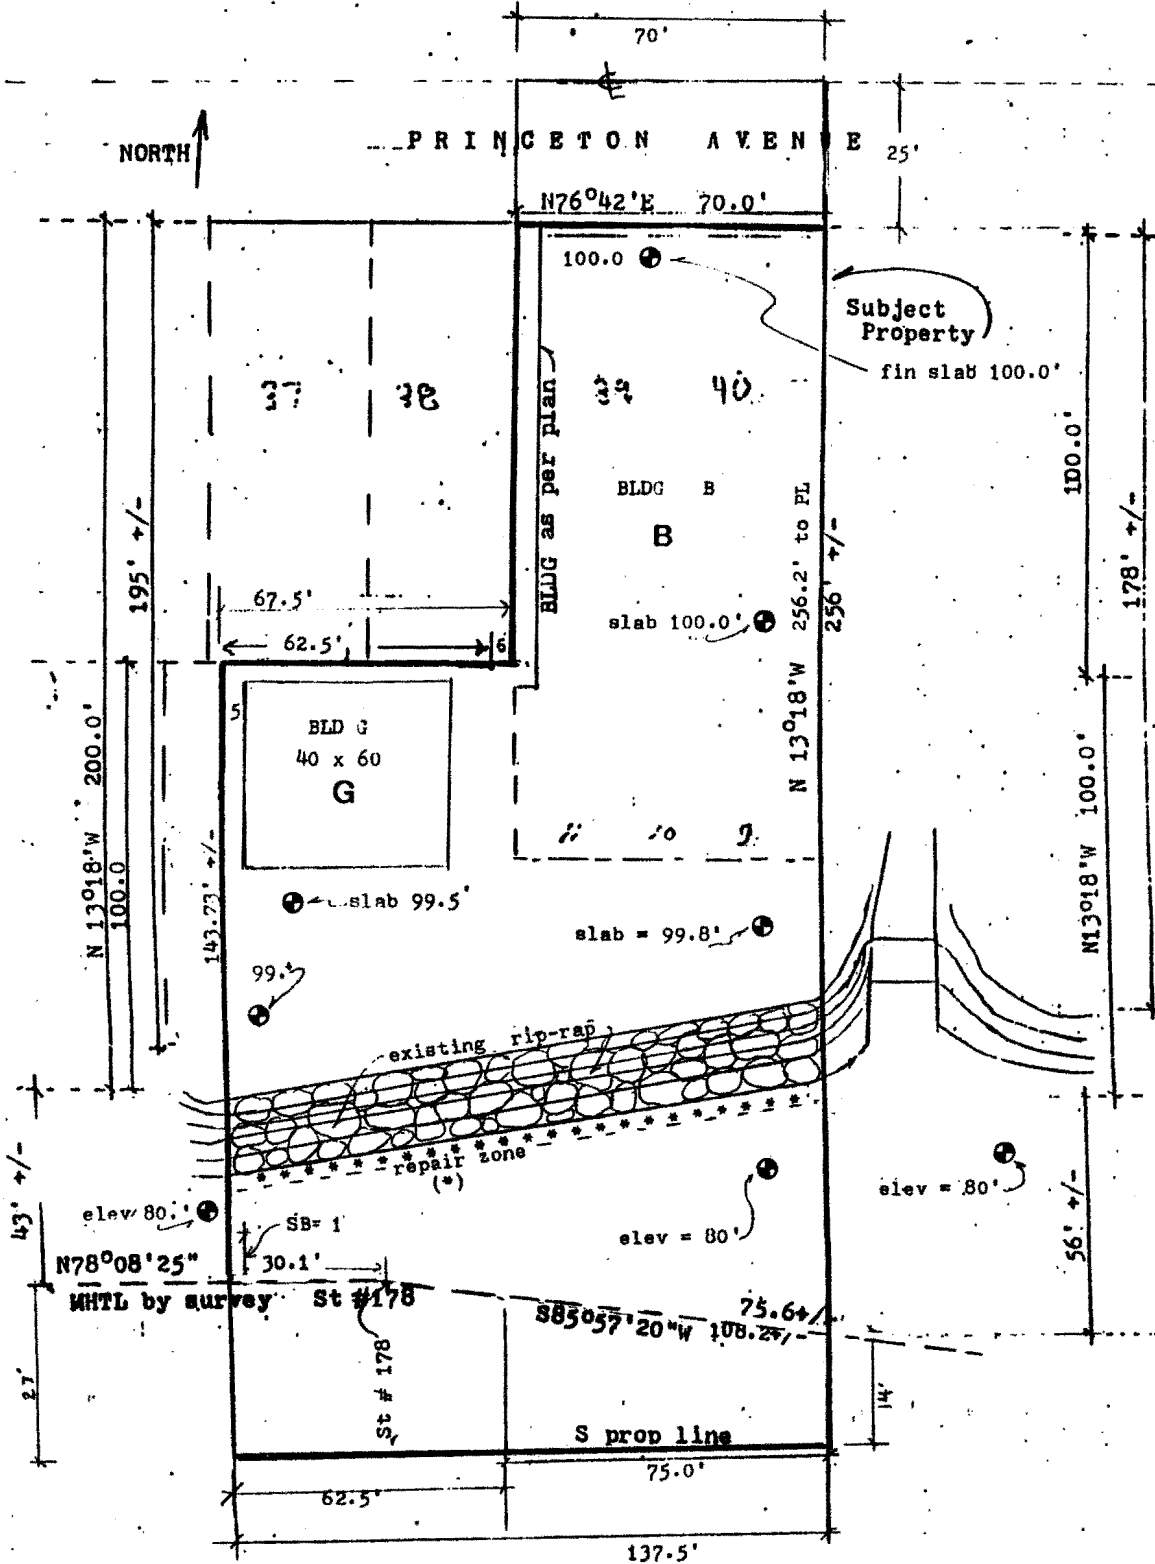 70'
NORTH
PRINCETON AVENUE
25'
N76°42'E 70.0'
100.0
Subject
Property
fin slab 100.0'
38
40
BLDG as per plan
BLDG B
B
100.0'
178' +/-
195' +/-
67.5'
62.5'
6
slab 100.0'
N 13°18'W 256.2' to PL
256' +/-
5
BLD G
40 x 60
G
N 13°18'W 200.0'
100.0
143.73' +/-
N13°18'W 100.0'
slab 99.5'
slab = 99.8'
existing rip-rap
repair zone
(*)
43' +/-
elev 80.'
elev = 80'
elev = 80'
56' +/-
SB= 1
N78°08'25"
30.1'
MHTL by survey St #178
S85°57'20"W
75.6+/-
108.2+/-
St # 178
27'
14'
S prop line
75.0'
62.5'
137.5'